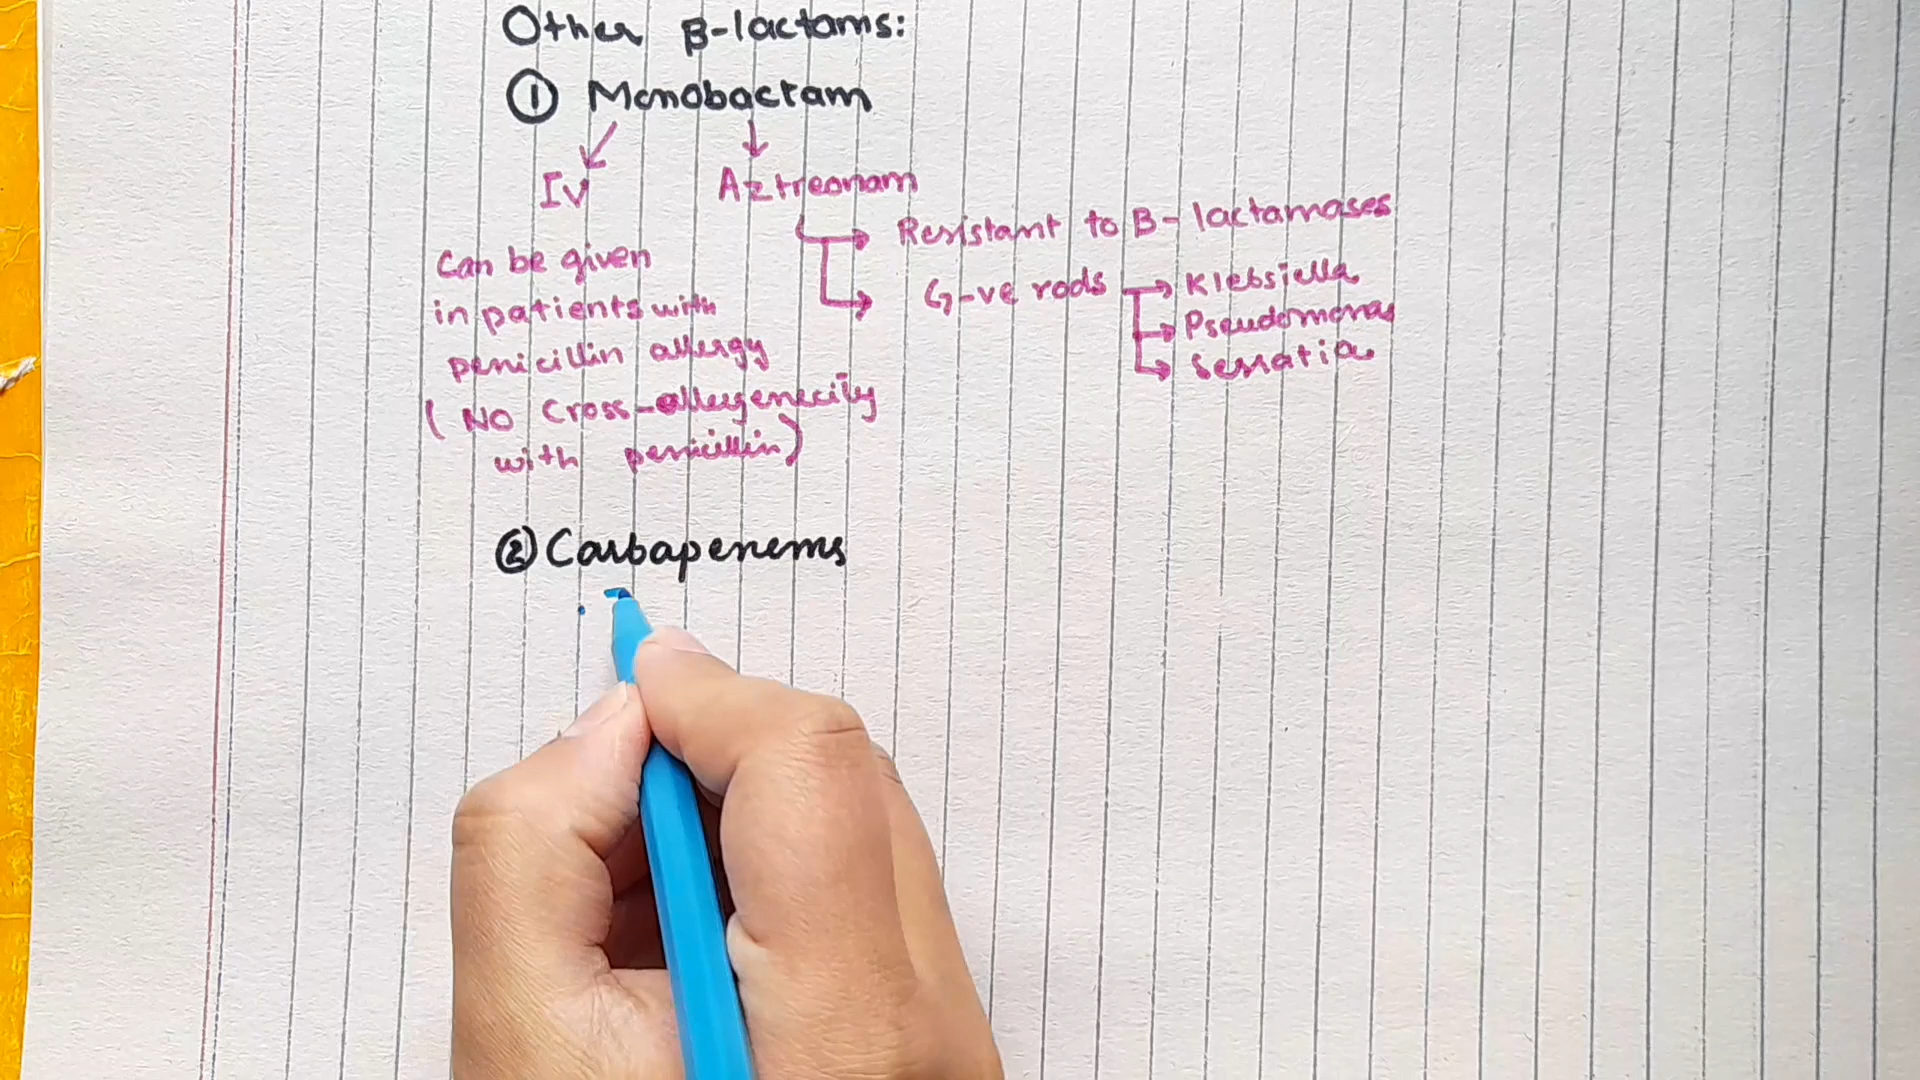 Other β-lactams:
① Monobactam
IV
Aztreonam
Resistant to B-lactamases
Can be given
in patients with
penicillin allergy
(NO Cross-allergenecity
with penicillin)
G-ve rods
Klebsiella
Pseudomonas
Serratia
② Carbapenems